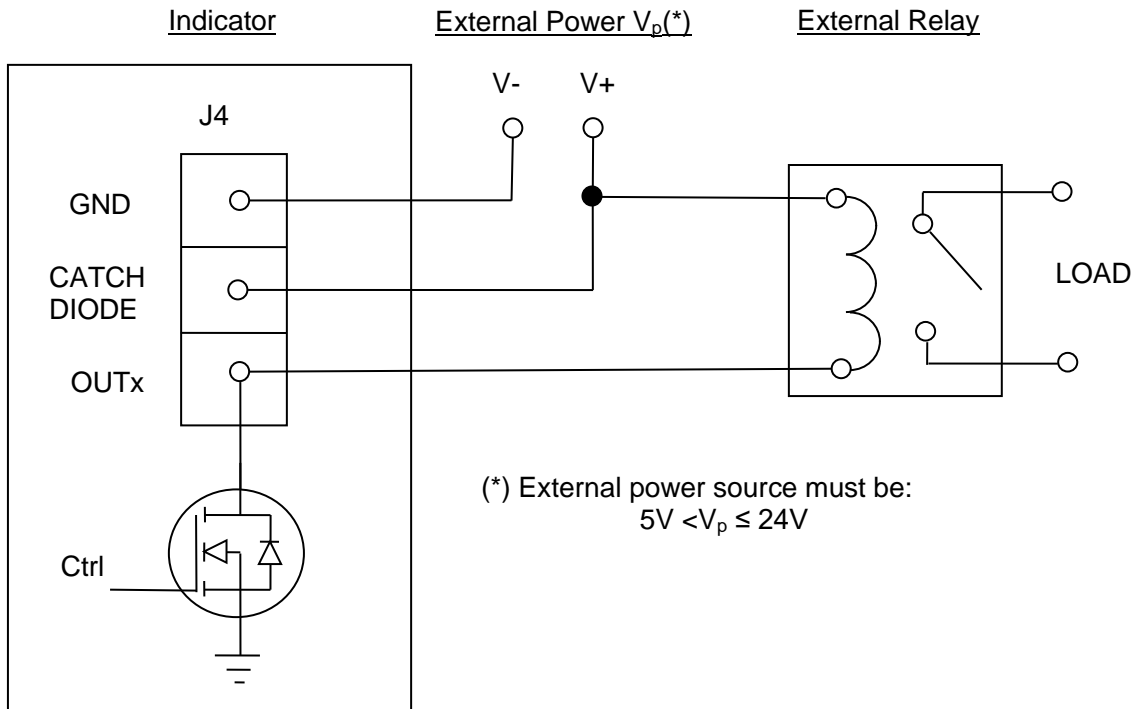 Indicator
External Power Vp(*)
External Relay
V-
V+
J4
GND
CATCH
DIODE
OUTx
LOAD
(*) External power source must be:
5V <Vp ≤ 24V
Ctrl